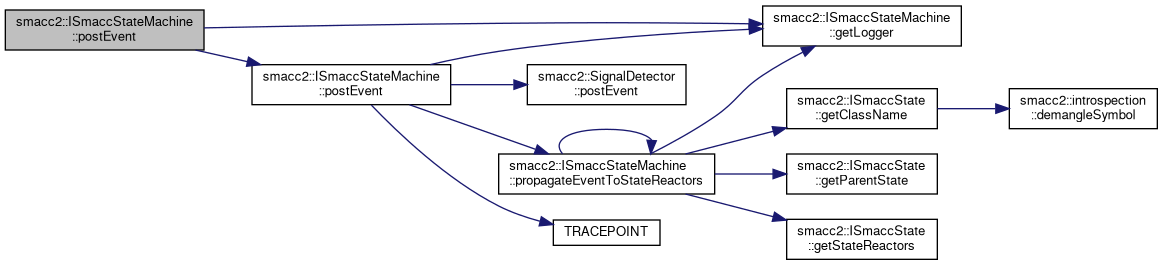 smacc2::ISmaccStateMachine
::postEvent
smacc2::ISmaccStateMachine
::getLogger
smacc2::ISmaccStateMachine
::postEvent
smacc2::SignalDetector
::postEvent
smacc2::ISmaccState
::getClassName
smacc2::introspection
::demangleSymbol
smacc2::ISmaccStateMachine
::propagateEventToStateReactors
smacc2::ISmaccState
::getParentState
TRACEPOINT
smacc2::ISmaccState
::getStateReactors